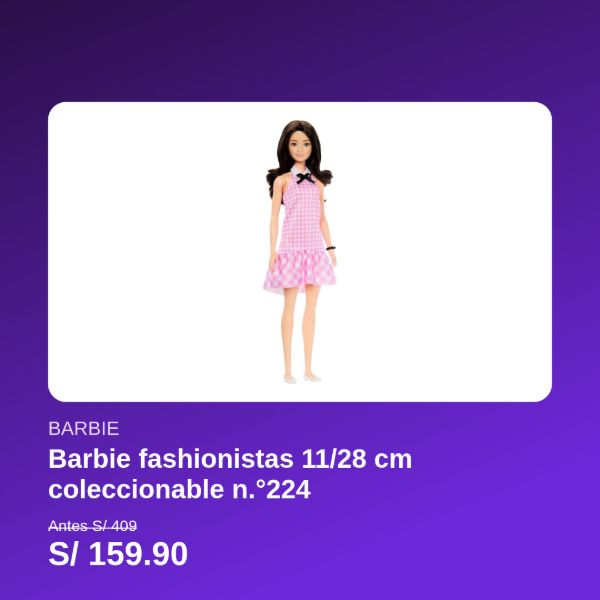 BARBIE
Barbie fashionistas 11/28 cm
coleccionable n.°224
Antes S/ 409
S/ 159.90